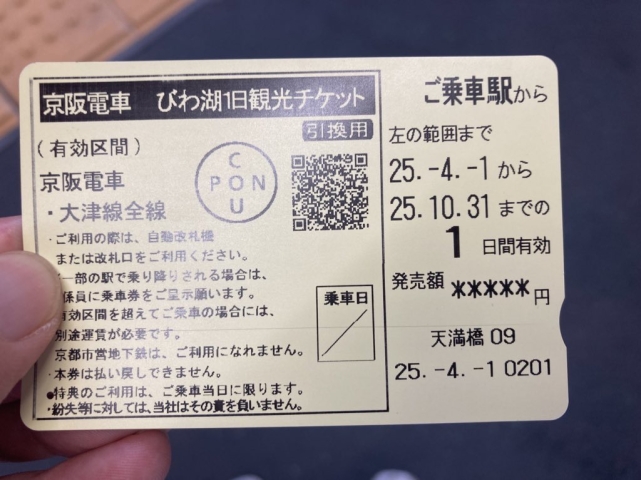 京阪電車 びわ湖1日観光チケット
引換用
(有効区間)
京阪電車
・大津線全線
COUPON
・ご利用の際は、自動改札機
または改札口をご利用ください。
一部の駅で乗り降りされる場合は、
係員に乗車券をご呈示願います。
有効区間を超えてご乗車の場合には、
別途運賃が必要です。
京都市営地下鉄は、ご利用になれません。
・本券は払い戻しできません。
●特典のご利用は、ご乗車当日に限ります。
・紛失等に対しては、当社はその責を負いません。
乗車日
ご乗車駅から
左の範囲まで
25.-4.-1から
25.10.31までの
1日間有効
発売額 *****円
天満橋 09
25.-4.-1 0201